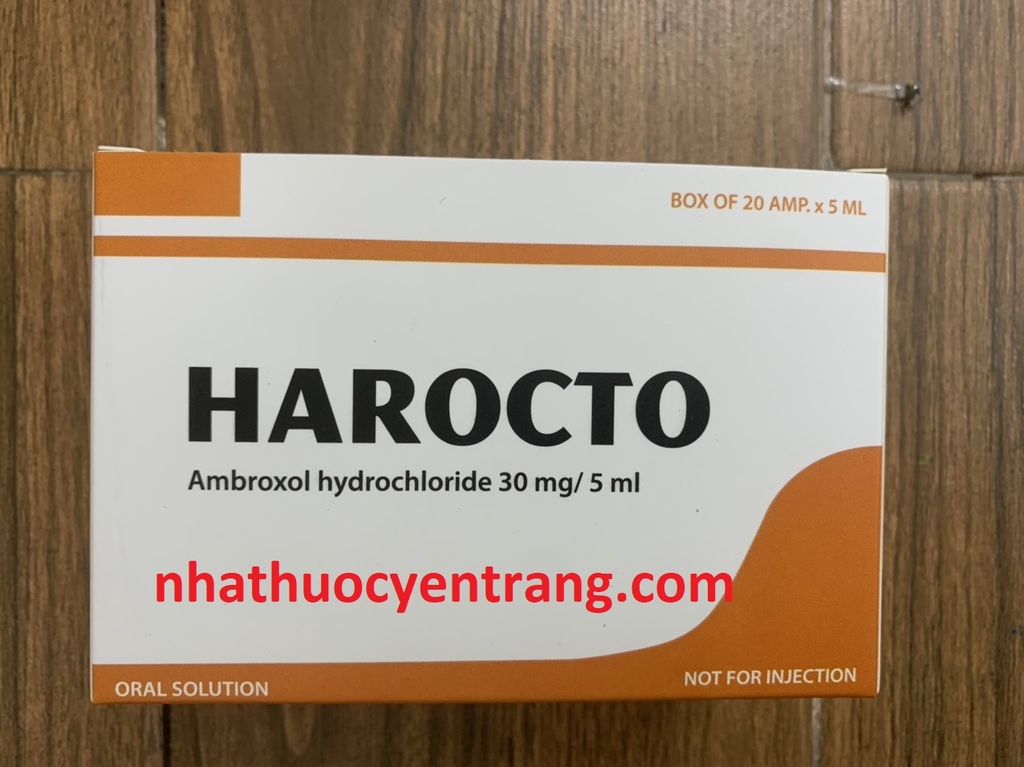 BOX OF 20 AMP. x 5 ML
HAROCTO
Ambroxol hydrochloride 30 mg/ 5 ml
nhathuocyentrang.com
ORAL SOLUTION
NOT FOR INJECTION